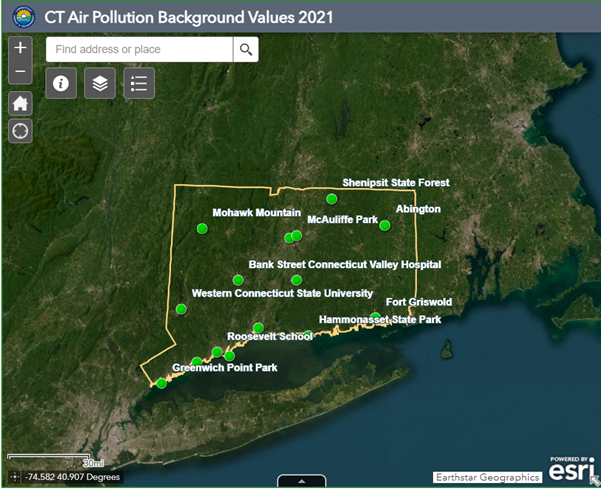 CT Air Pollution Background Values 2021
+
Find address or place
−
Shenipsit State Forest
Mohawk Mountain
Abington
McAuliffe Park
Bank Street Connecticut Valley Hospital
Western Connecticut State University
Fort Griswold
Hammonasset State Park
Roosevelt School
Greenwich Point Park
30mi
-74.582 40.907 Degrees
Earthstar Geographics
POWERED BY
esri